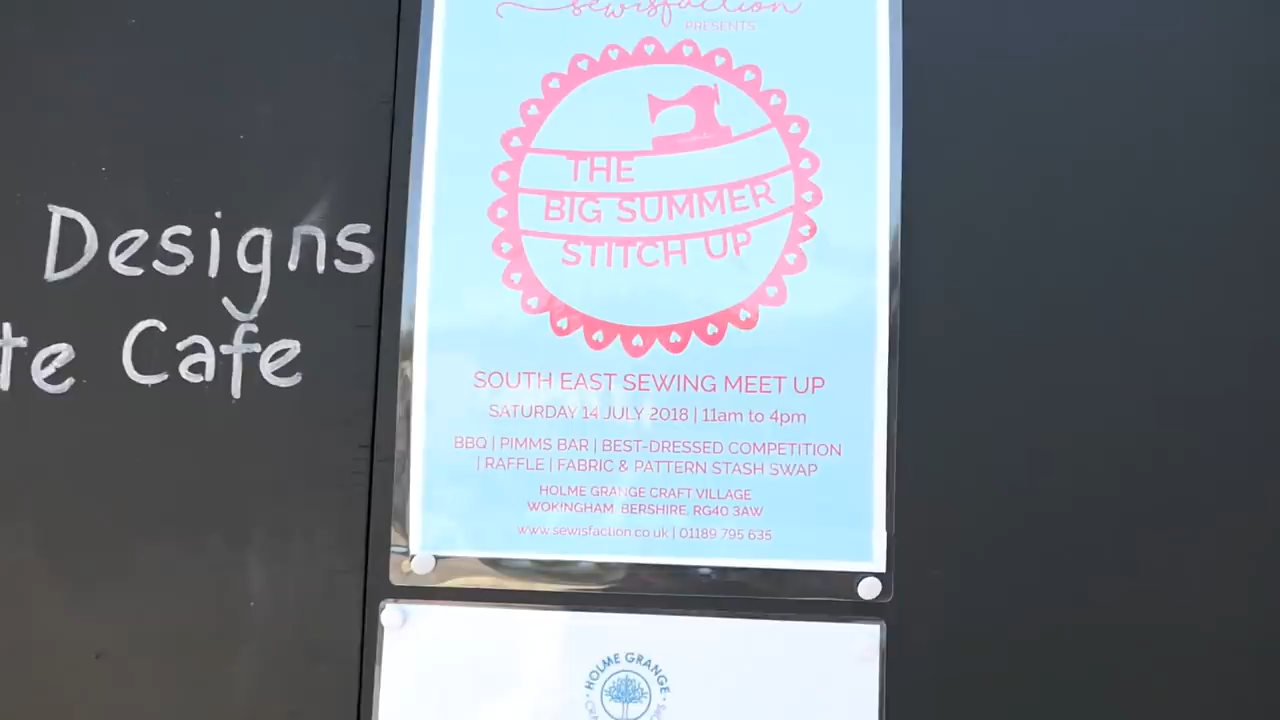 Designs
te Cafe
sewisfaction
PRESENTS
THE
BIG SUMMER
STITCH UP
SOUTH EAST SEWING MEET UP
SATURDAY 14 JULY 2018 | 11am to 4pm
BBQ | PIMMS BAR | BEST-DRESSED COMPETITION
| RAFFLE | FABRIC & PATTERN STASH SWAP
HOLME GRANGE CRAFT VILLAGE
WOKINGHAM, BERSHIRE, RG40 3AW
www.sewisfaction.co.uk | 01189 795 635
· HOLME GRANGE ·